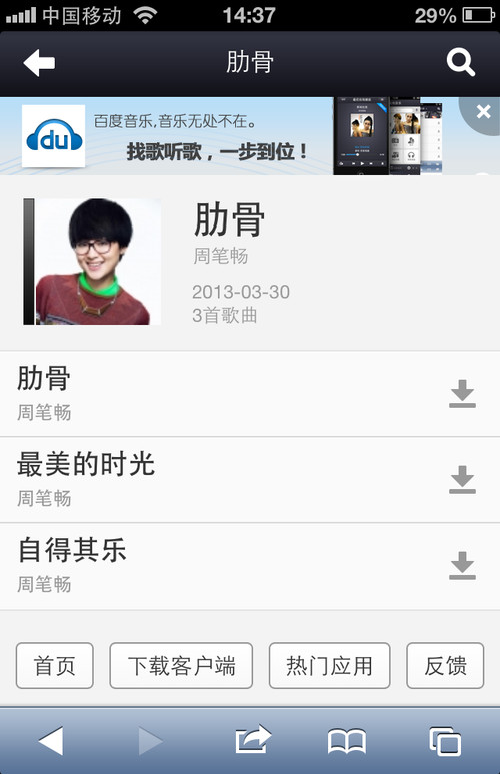 中国移动 14:37 29%
肋骨
du 百度音乐,音乐无处不在。
找歌听歌，一步到位！
肋骨
周笔畅
2013-03-30
3首歌曲
肋骨
周笔畅
最美的时光
周笔畅
自得其乐
周笔畅
首页 下载客户端 热门应用 反馈